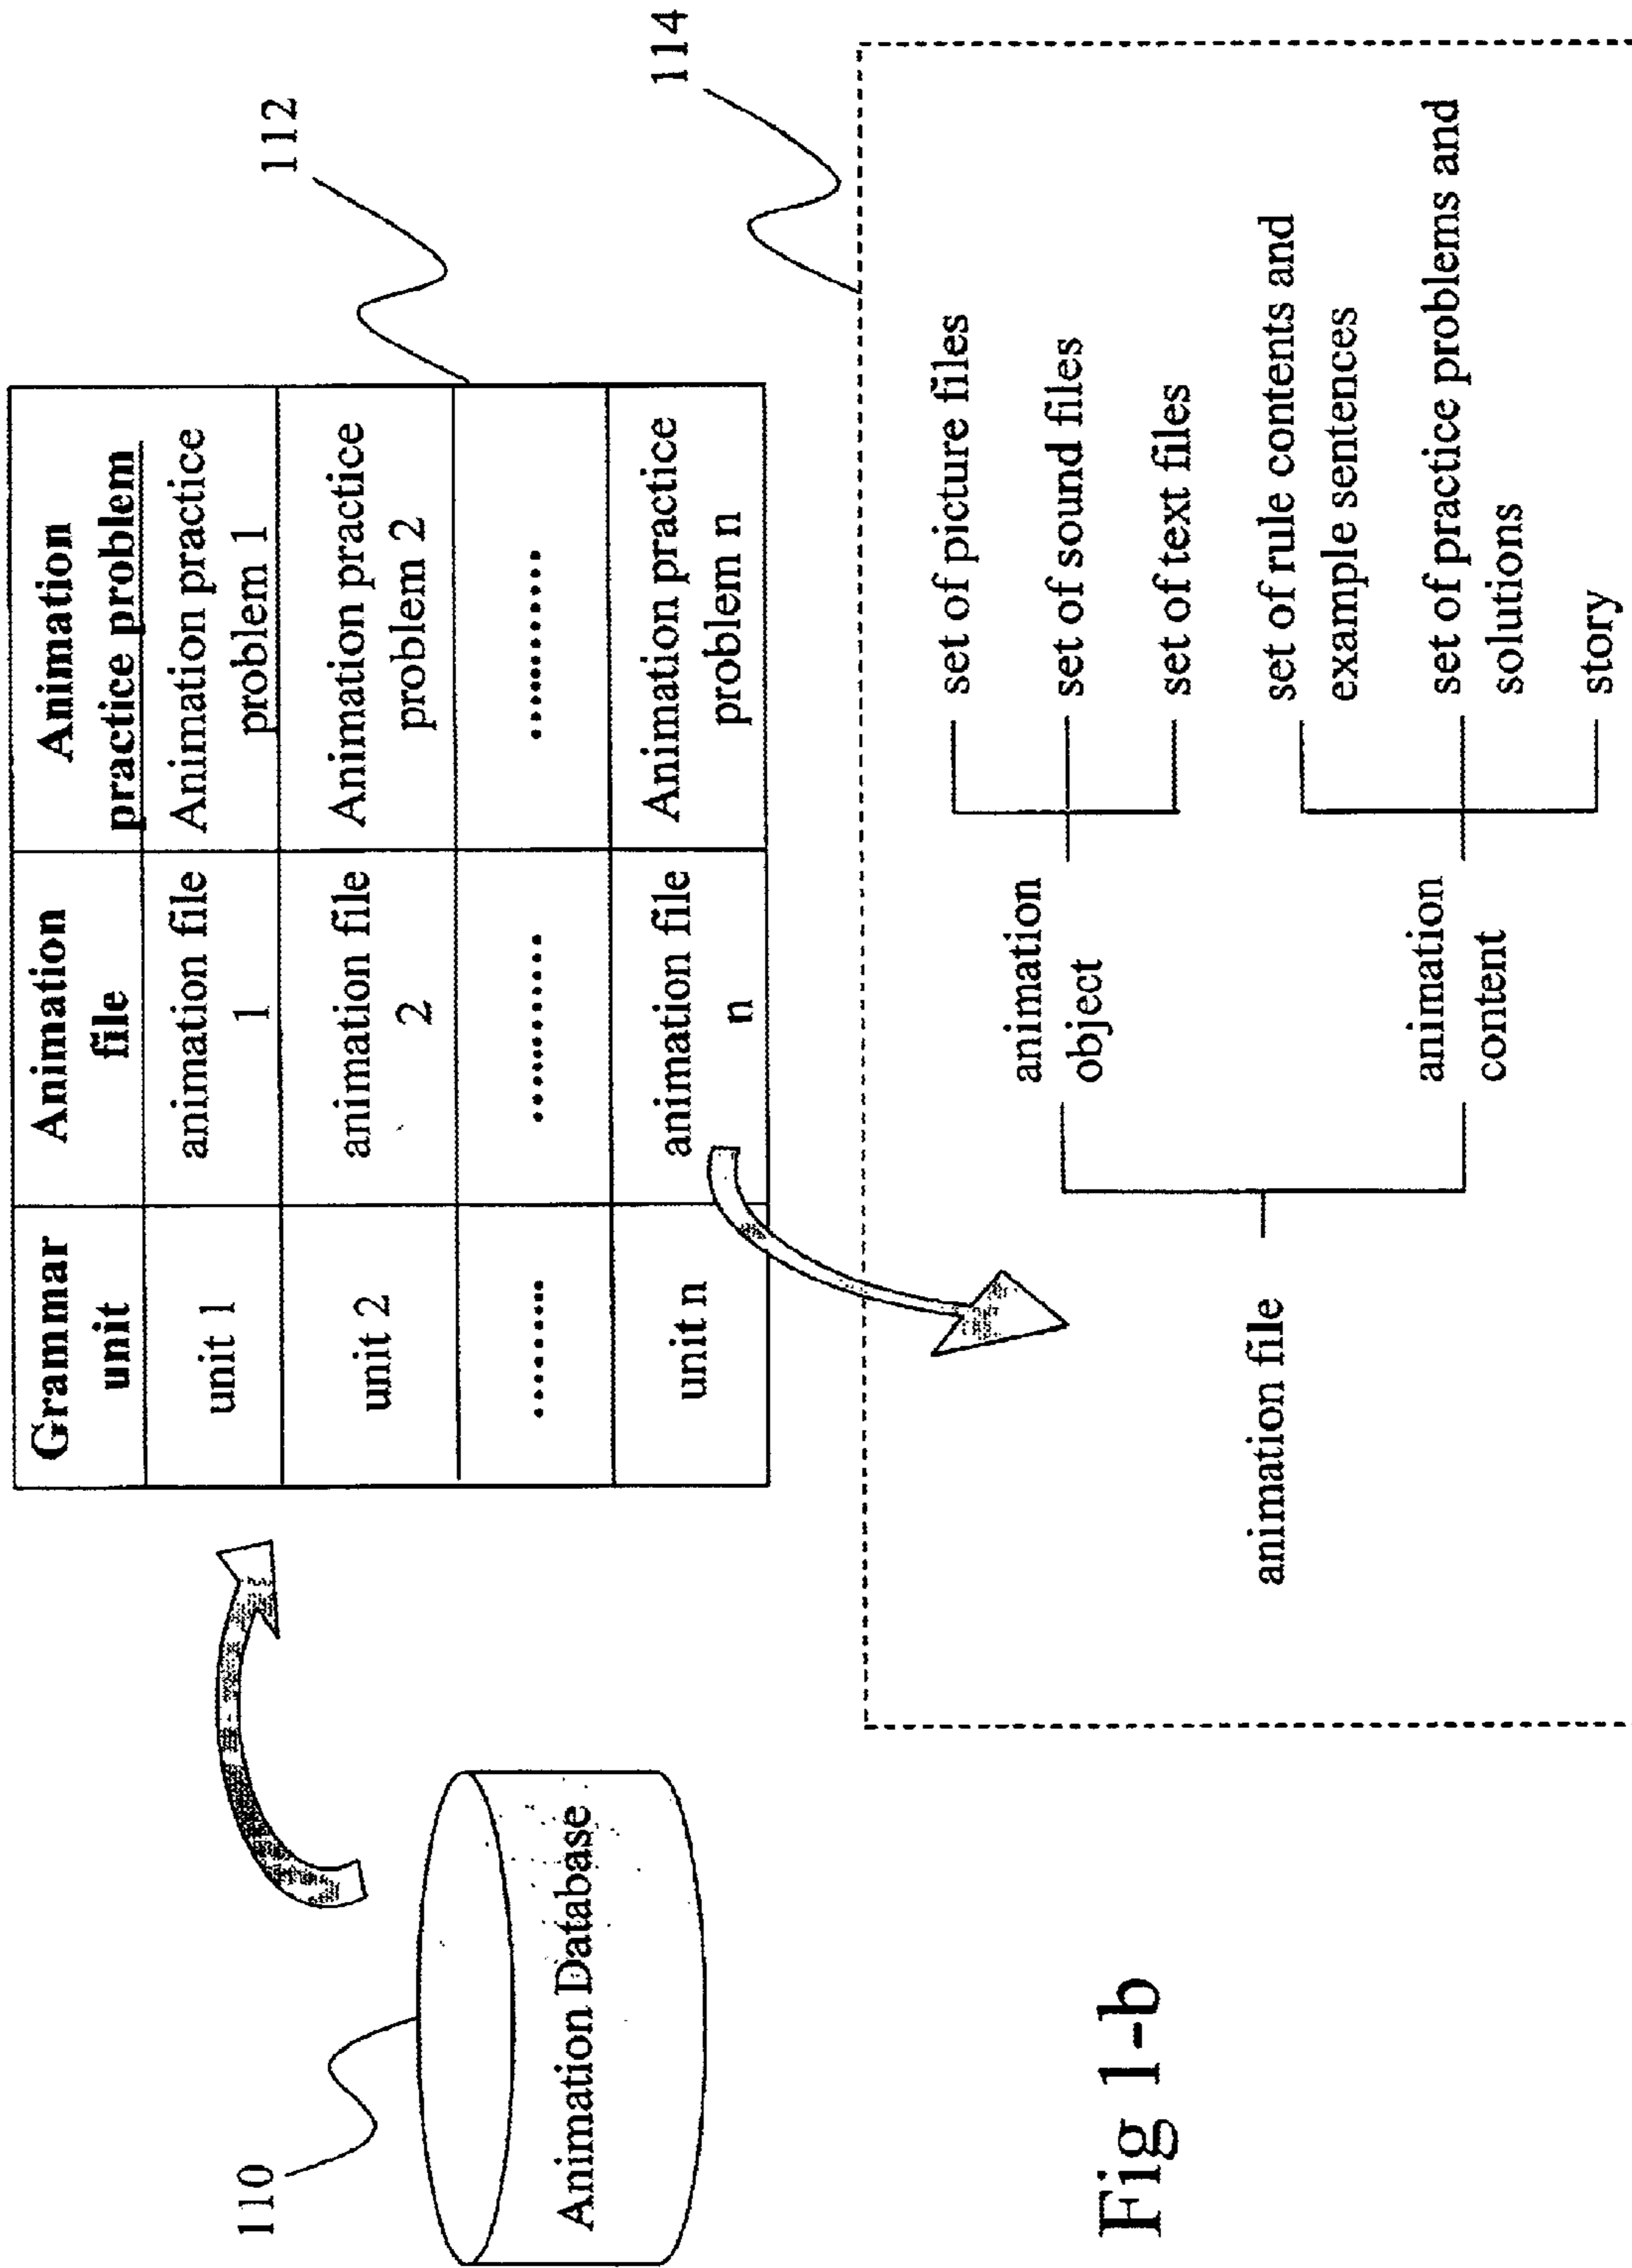 110
Animation Database
112
Grammar
unit
Animation
file
Animation
practice problem
unit 1
animation file
1
Animation practice
problem 1
unit 2
animation file
2
Animation practice
problem 2
.........
............
............
unit n
animation file
n
Animation practice
problem n
114
animation file
animation
object
set of picture files
set of sound files
set of text files
animation
content
set of rule contents and
example sentences
set of practice problems and
solutions
story
Fig 1-b